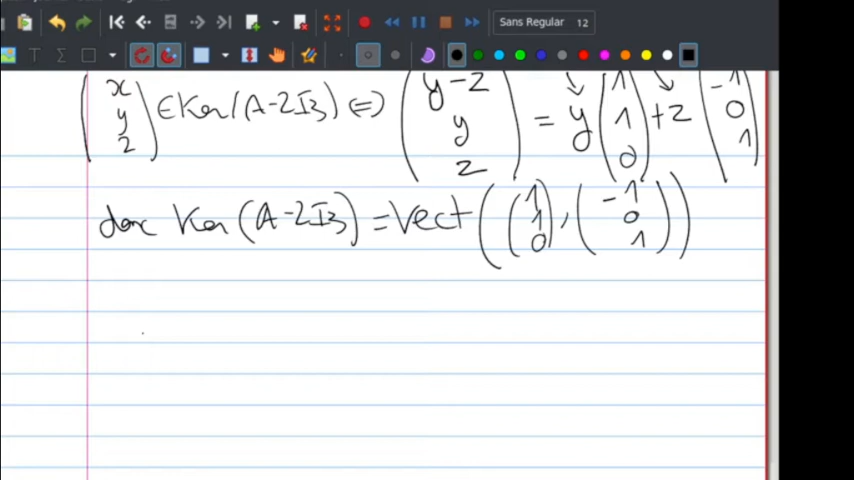 Sans Regular 12
(x y z) ∈ Ker(A-2I3) ⇔ (y-z y z) = y (1 1 0) + z (-1 0 1)
donc Ker(A-2I3) = Vect((1 1 0), (-1 0 1))